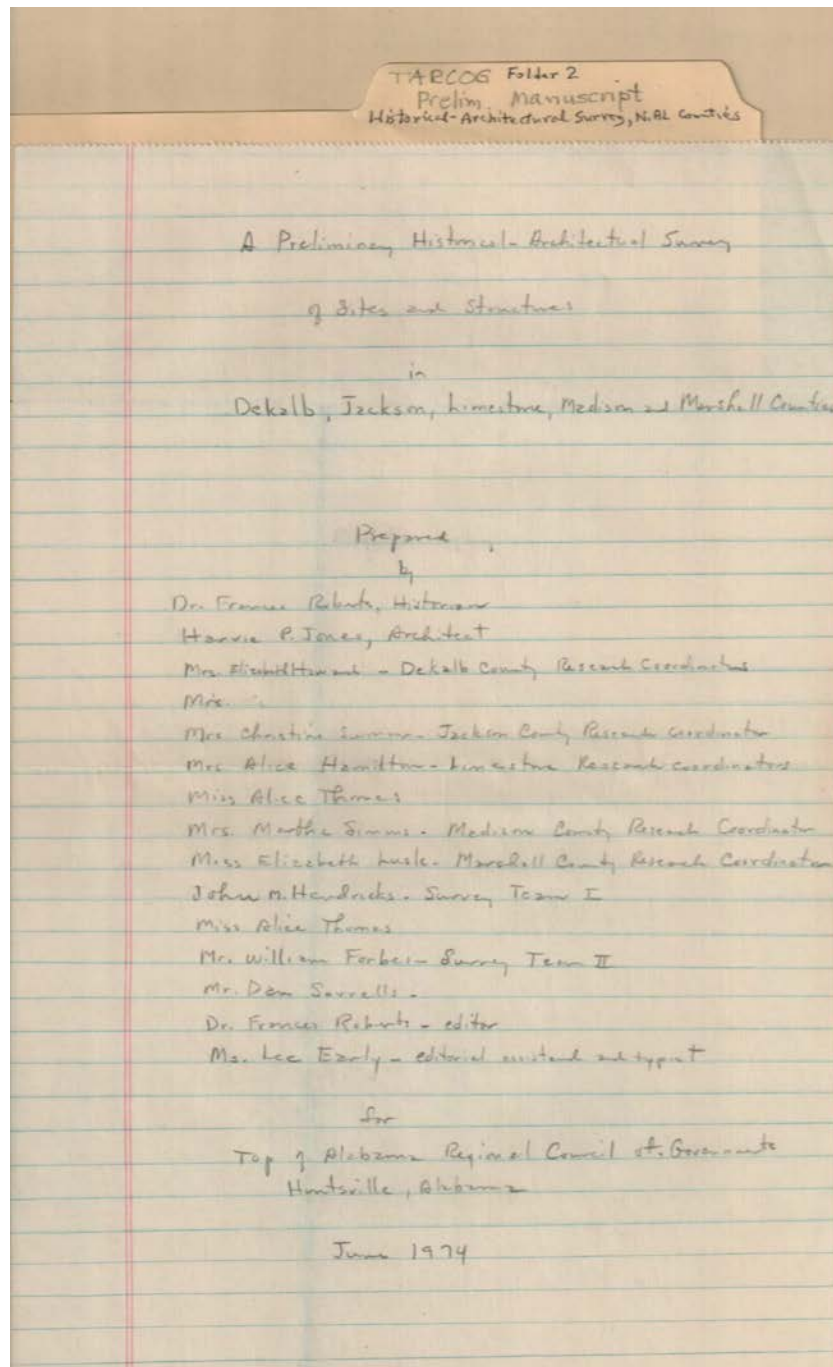 TARCOG Folder 2
Prelim. Manuscript
Historical-Architectural Survey, N.AL Counties
A Preliminary Historical-Architectural Survey
of Sites and Structures
in
Dekalb, Jackson, Limestone, Madison and Marshall Counties
Prepared
by
Dr. Frances Roberts, Historian
Harvie P. Jones, Architect
Mrs. Elizabeth Howard - Dekalb County Research Coordinators
Mrs.
Mrs Christine - Jackson County Research Coordinator
Mrs Alice Hamilton - Limestone Research Coordinators
Miss Alice Thomas
Mrs. Martha Simms - Madison County Research Coordinator
Miss Elizabeth Lusk - Marshall County Research Coordinator
John M. Hendricks - Survey Team I
Miss Alice Thomas
Mr. William Forbes - Survey Team II
Mr. Dan Sorrells -
Dr. Frances Roberts - editor
Ms. Lee Early - editorial assistant and typist
for
Top of Alabama Regional Council of Governments
Huntsville, Alabama
June 1974